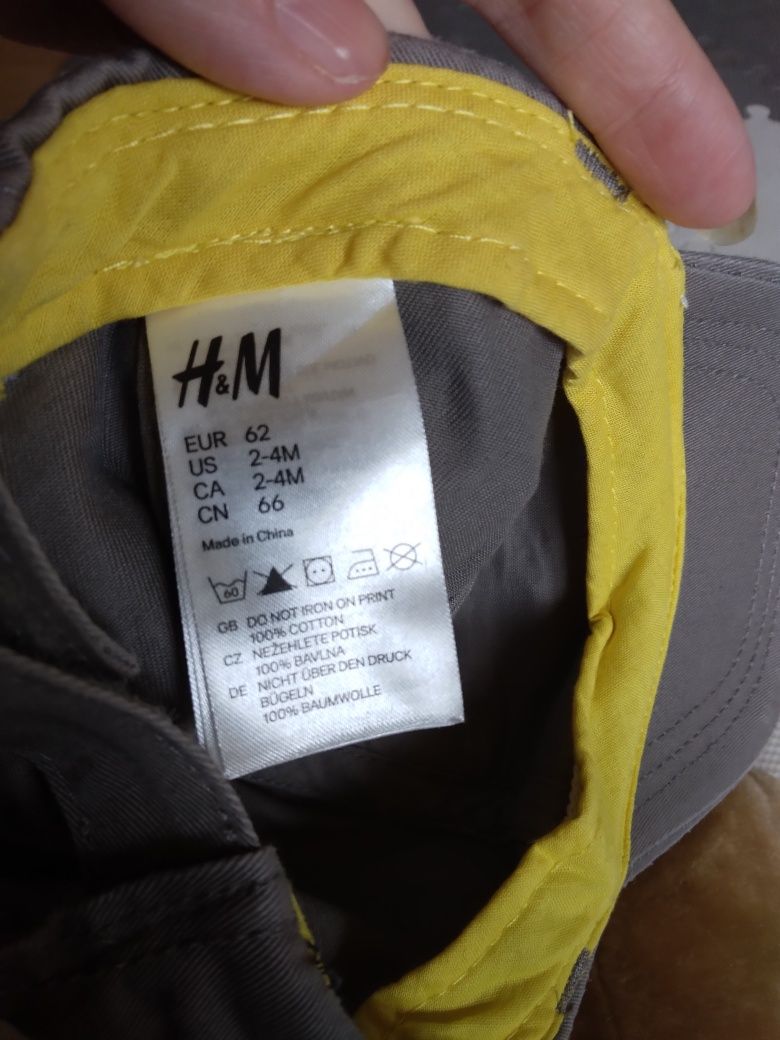 H&M
EUR 62
US 2-4M
CA 2-4M
CN 66
Made in China
60
GB DO NOT IRON ON PRINT
100% COTTON
CZ NEŽEHLETE POTISK
100% BAVLNA
DE NICHT ÜBER DEN DRUCK
BÜGELN
100% BAUMWOLLE